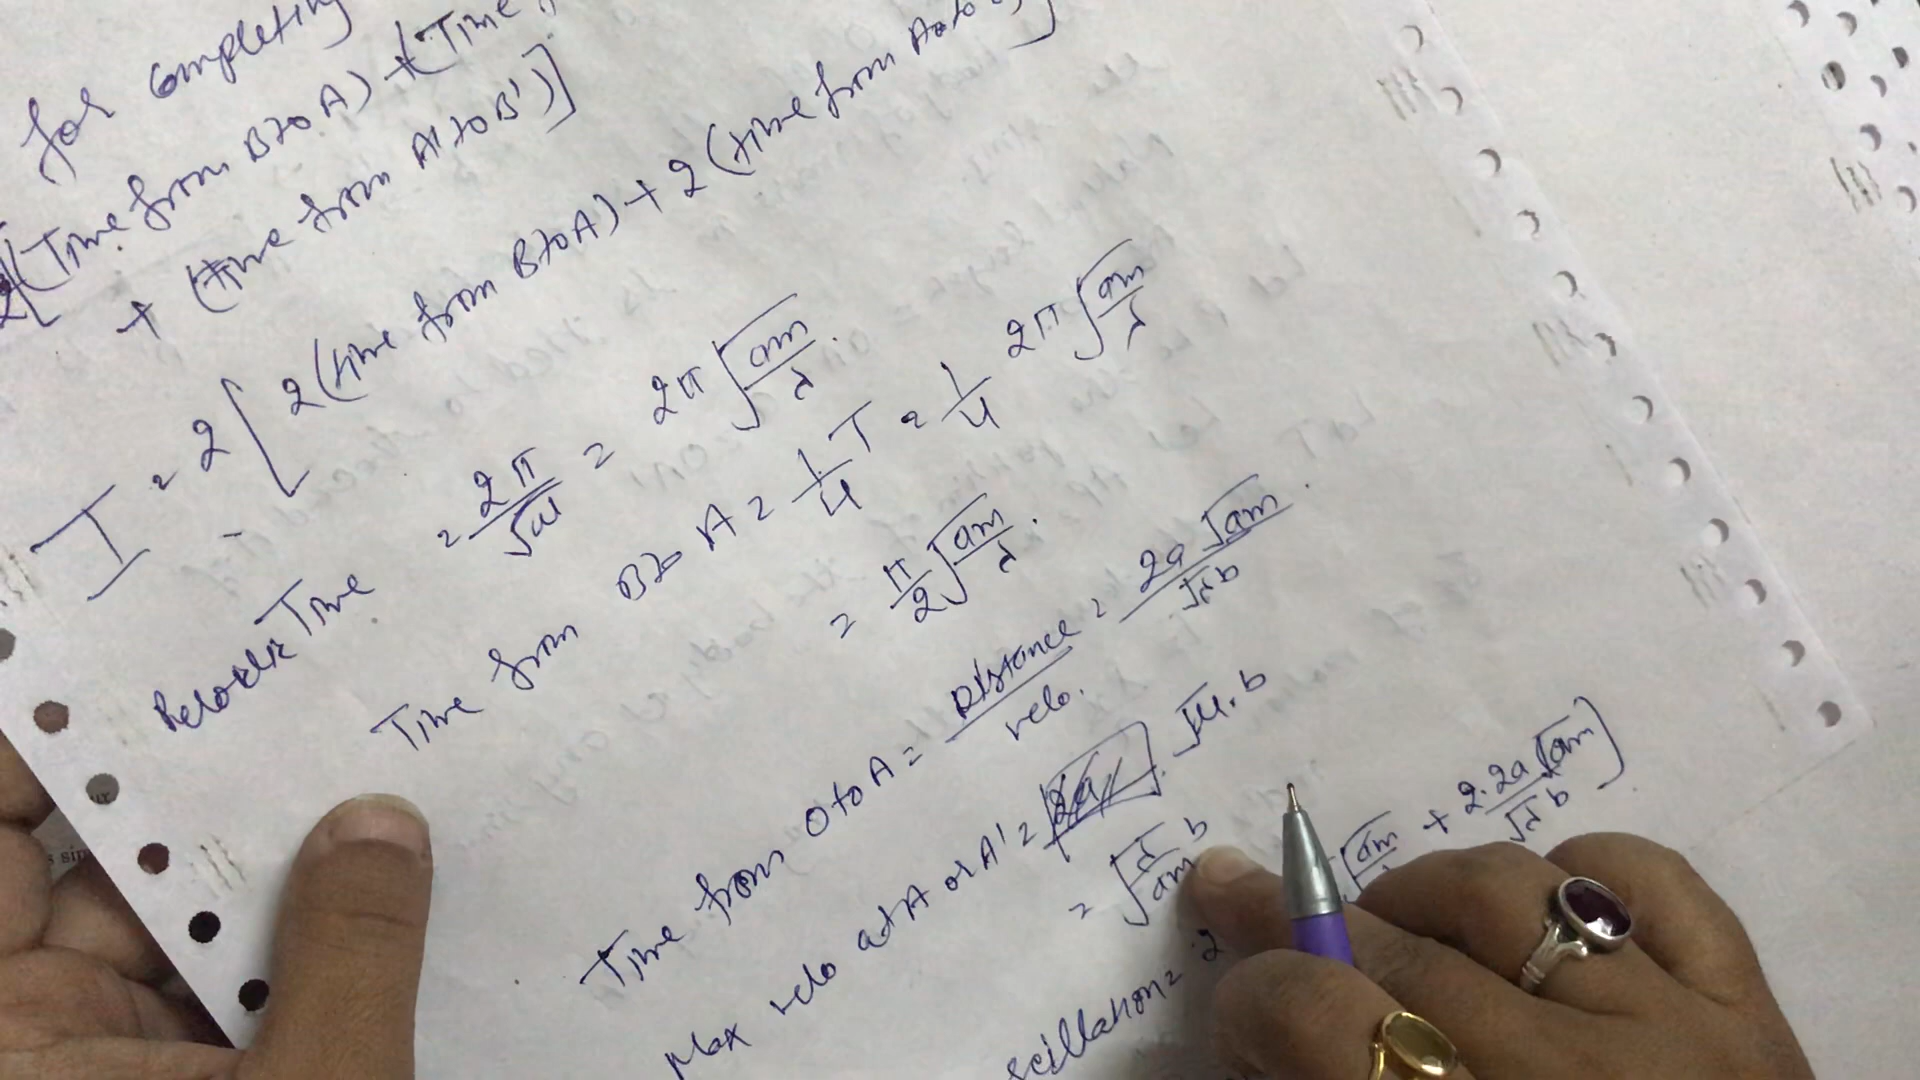 for completing
2[(Time from B to A) + (Time
+ (time from A' to B')]
I = 2[2(time from B to A) + 2(time from A to
Periodic Time = 2π/√μ = 2π√(am/λ)
Time from B to A = 1/4 T = 1/4 2π√(am/λ)
= π/2 √(am/λ).
Time from O to A = Distance/velo. = 2a√am/√λ b
Max velo at A or A' = √μ. b
= √(λ/am) b
scillation = 2 √am + 2.2a√am/√λ b]